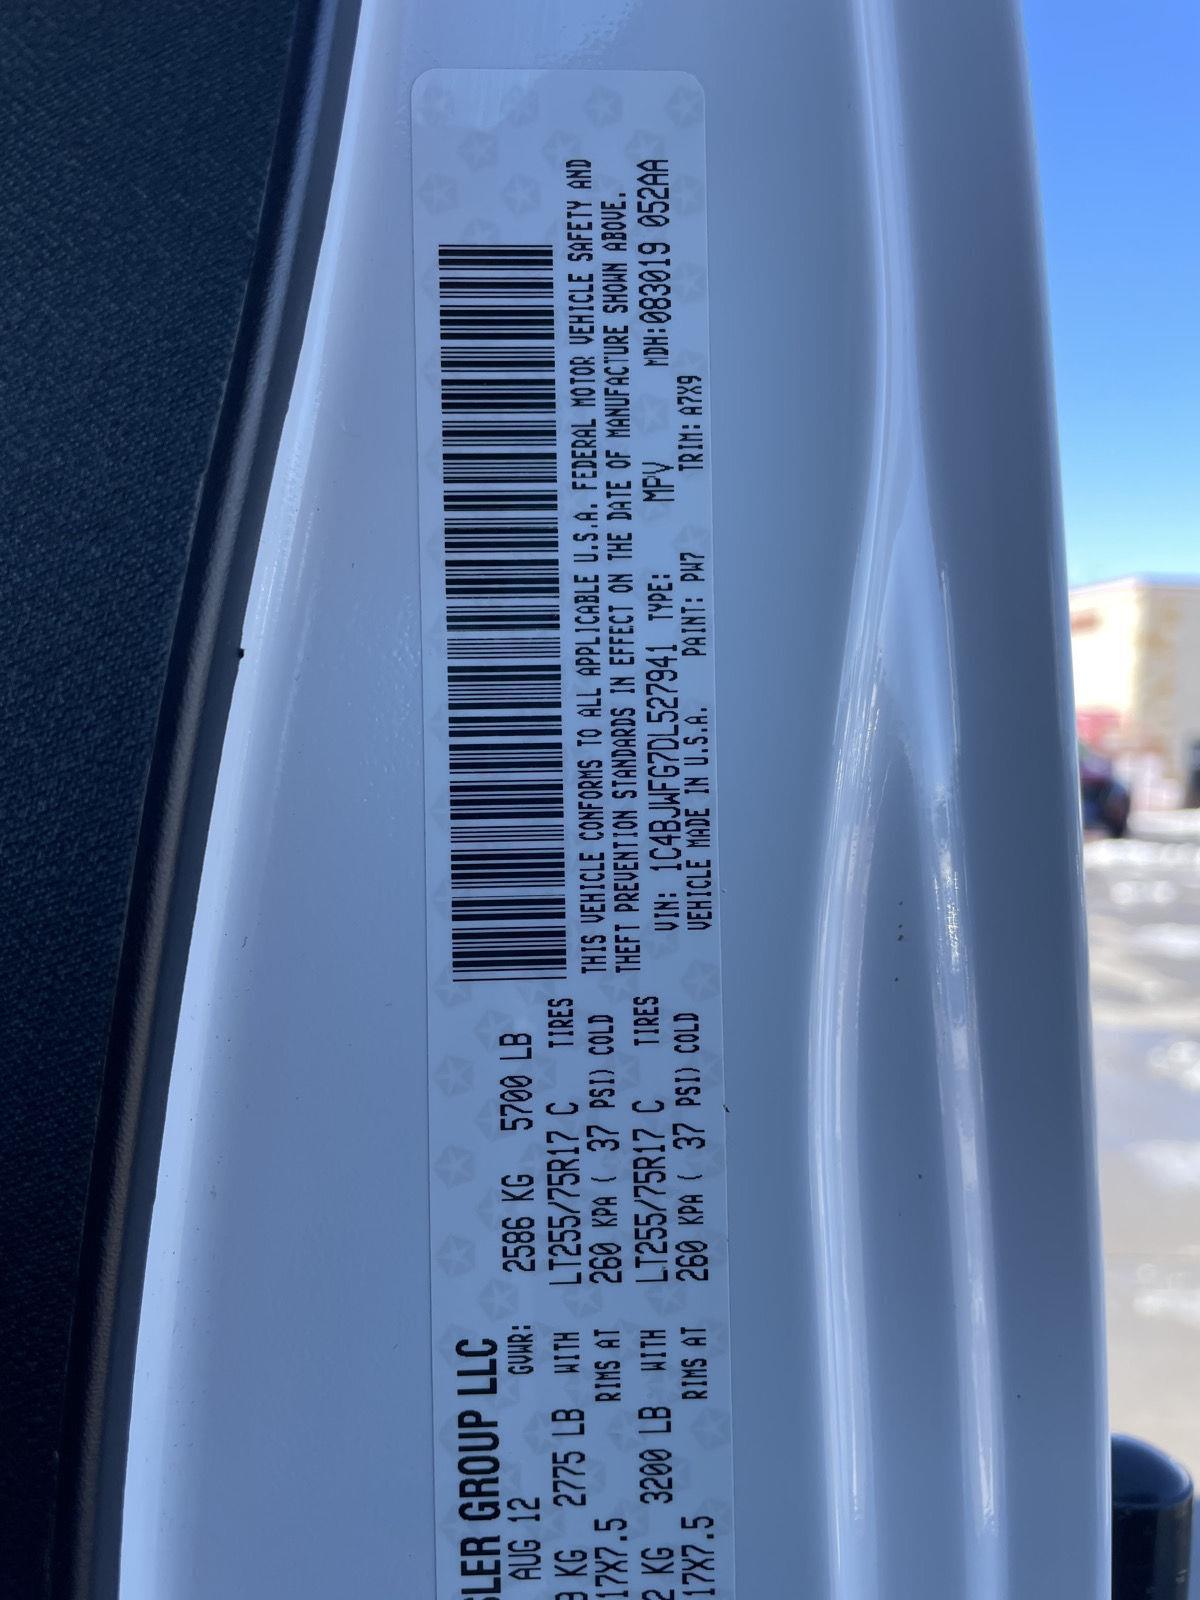 SLER GROUP LLC
AUG 12 GVWR: 2586 KG 5700 LB
KG 2775 LB WITH LT255/75R17 C TIRES
17X7.5 RIMS AT 260 KPA ( 37 PSI) COLD
KG 3200 LB WITH LT255/75R17 C TIRES
17X7.5 RIMS AT 260 KPA ( 37 PSI) COLD
THIS VEHICLE CONFORMS TO ALL APPLICABLE U.S.A. FEDERAL MOTOR VEHICLE SAFETY AND
THEFT PREVENTION STANDARDS IN EFFECT ON THE DATE OF MANUFACTURE SHOWN ABOVE.
VIN: 1C4BJWFG7DL527941 TYPE: MPV MDH:083019 052AA
VEHICLE MADE IN U.S.A. PAINT: PW7 TRIM: A7X9